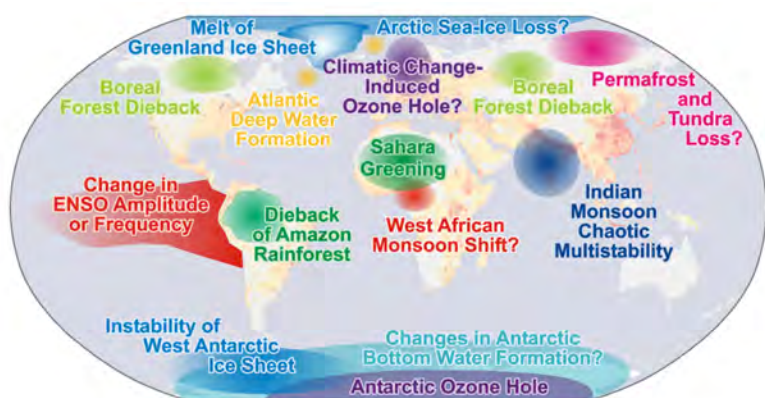 Melt of
Greenland Ice Sheet
Arctic Sea-Ice Loss?
Climatic Change-
Induced
Ozone Hole?
Boreal
Forest Dieback
Atlantic
Deep Water
Formation
Boreal
Forest Dieback
Permafrost
and
Tundra
Loss?
Sahara
Greening
Change in
ENSO Amplitude
or Frequency
Dieback
of Amazon
Rainforest
West African
Monsoon Shift?
Indian
Monsoon
Chaotic
Multistability
Instability of
West Antarctic
Ice Sheet
Changes in Antarctic
Bottom Water Formation?
Antarctic Ozone Hole